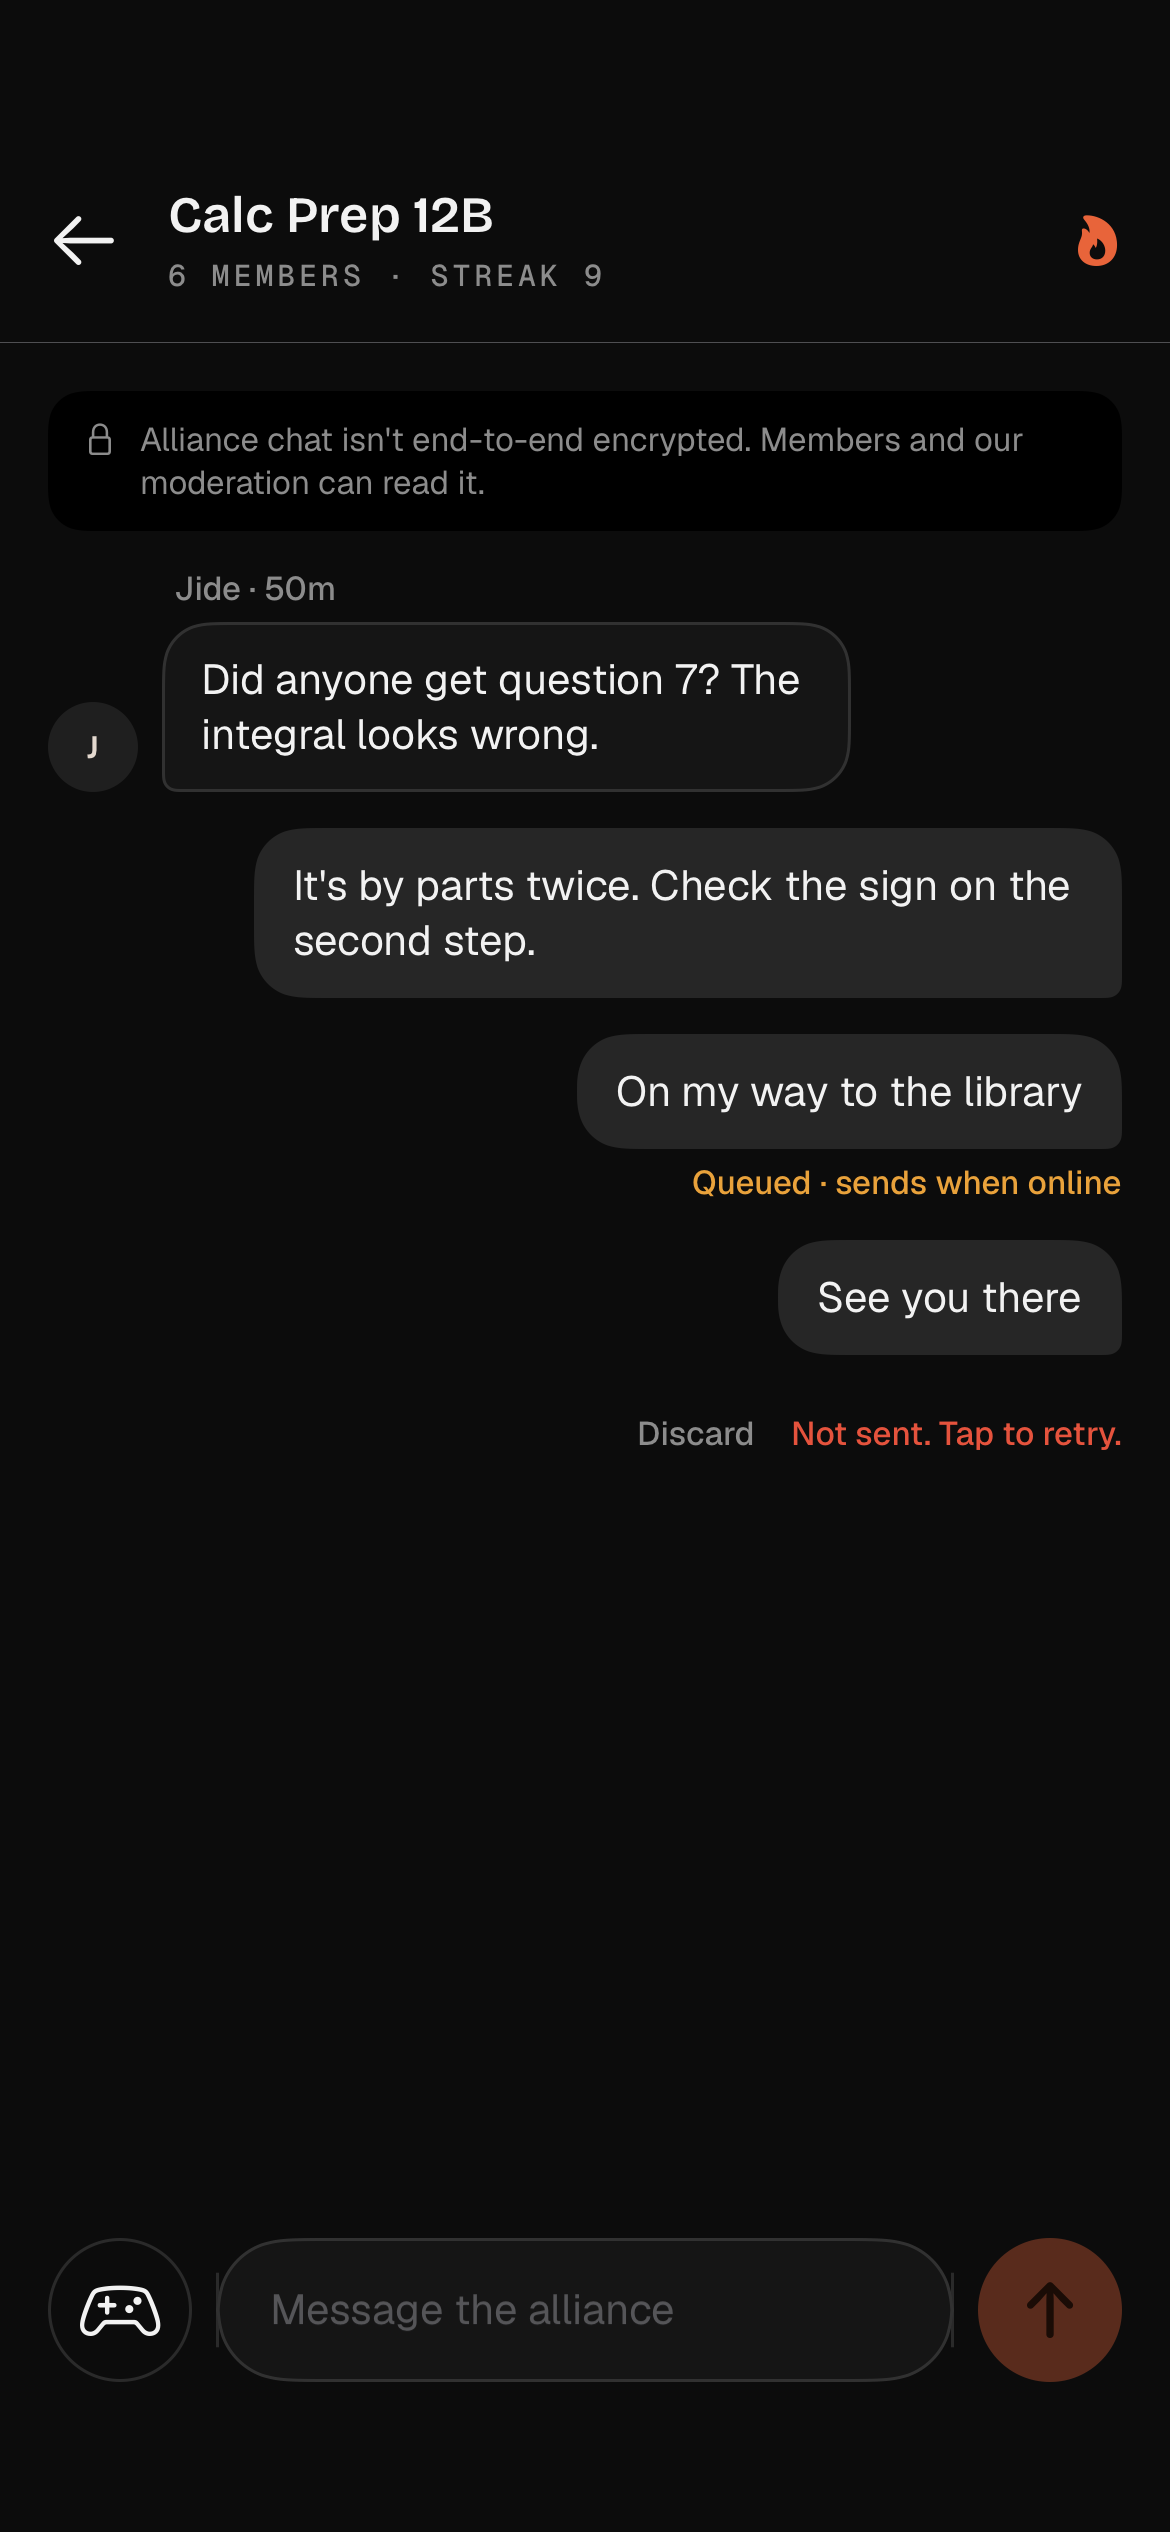 Calc Prep 12B
6 MEMBERS · STREAK 9
Alliance chat isn't end-to-end encrypted. Members and our
moderation can read it.
Jide · 50m
Did anyone get question 7? The
integral looks wrong.
J
It's by parts twice. Check the sign on the
second step.
On my way to the library
Queued · sends when online
See you there
Discard Not sent. Tap to retry.
Message the alliance